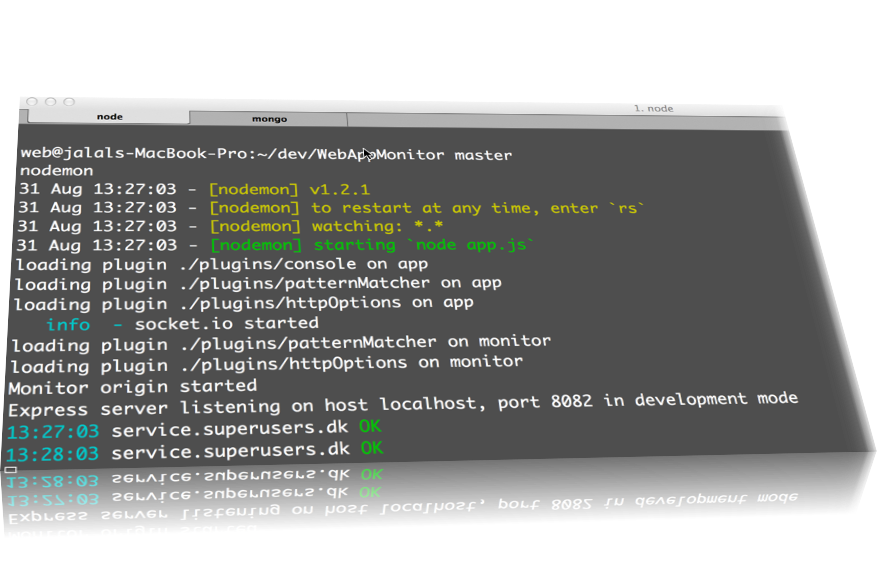 1. node
node mongo
web@jalals-MacBook-Pro:~/dev/WebAppMonitor master
nodemon
31 Aug 13:27:03 - [nodemon] v1.2.1
31 Aug 13:27:03 - [nodemon] to restart at any time, enter `rs`
31 Aug 13:27:03 - [nodemon] watching: *.*
31 Aug 13:27:03 - [nodemon] starting `node app.js`
loading plugin ./plugins/console on app
loading plugin ./plugins/patternMatcher on app
loading plugin ./plugins/httpOptions on app
info - socket.io started
loading plugin ./plugins/patternMatcher on monitor
loading plugin ./plugins/httpOptions on monitor
Monitor origin started
Express server listening on host localhost, port 8082 in development mode
13:27:03 service.superusers.dk OK
13:28:03 service.superusers.dk OK